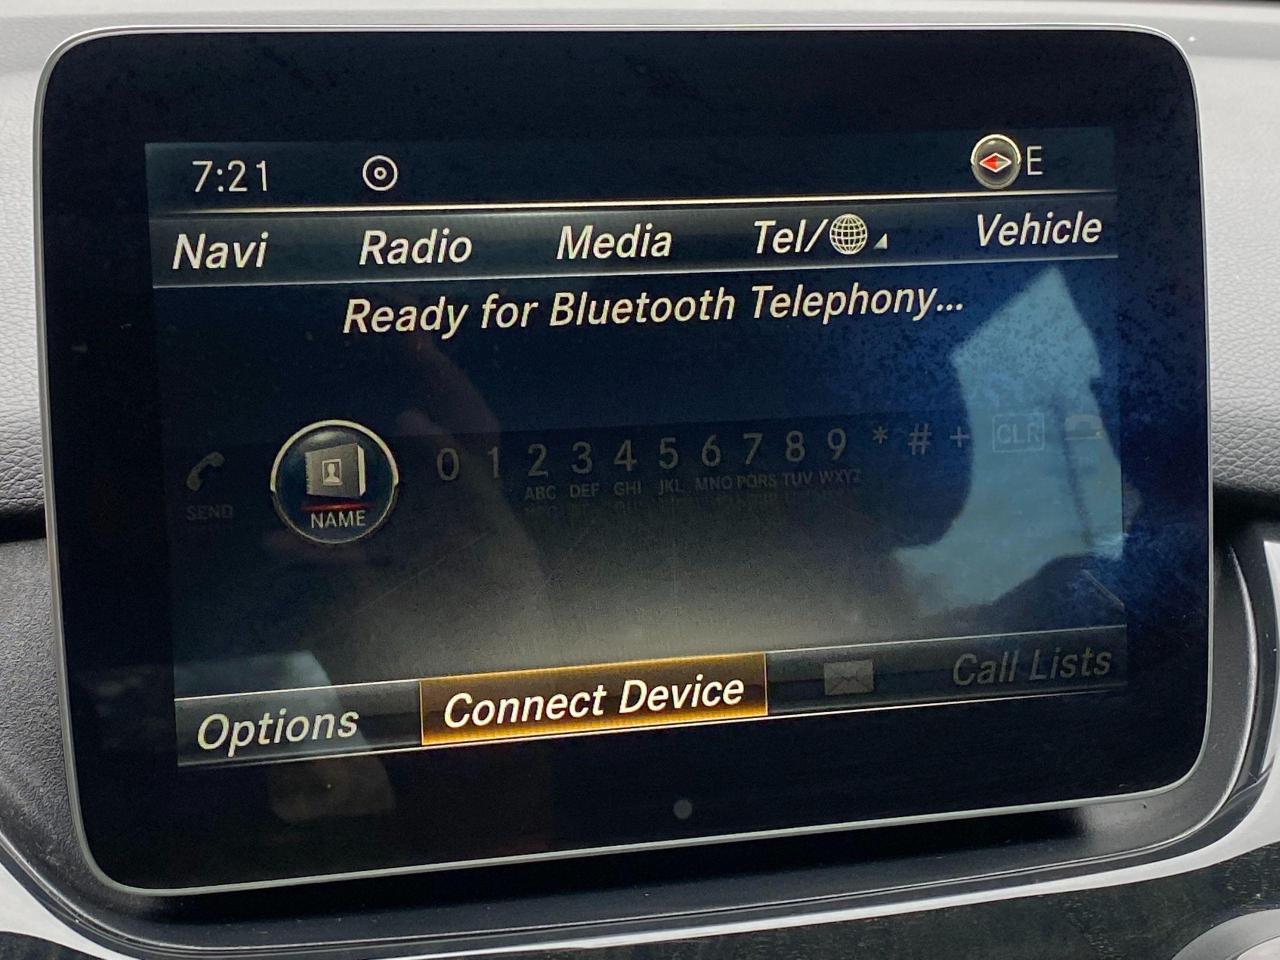 7:21 E
Navi Radio Media Tel/ Vehicle
Ready for Bluetooth Telephony...
0 1 2 3 4 5 6 7 8 9 * # + CLR
ABC DEF GHI JKL MNO PQRS TUV WXYZ
SEND NAME
Options Connect Device Call Lists